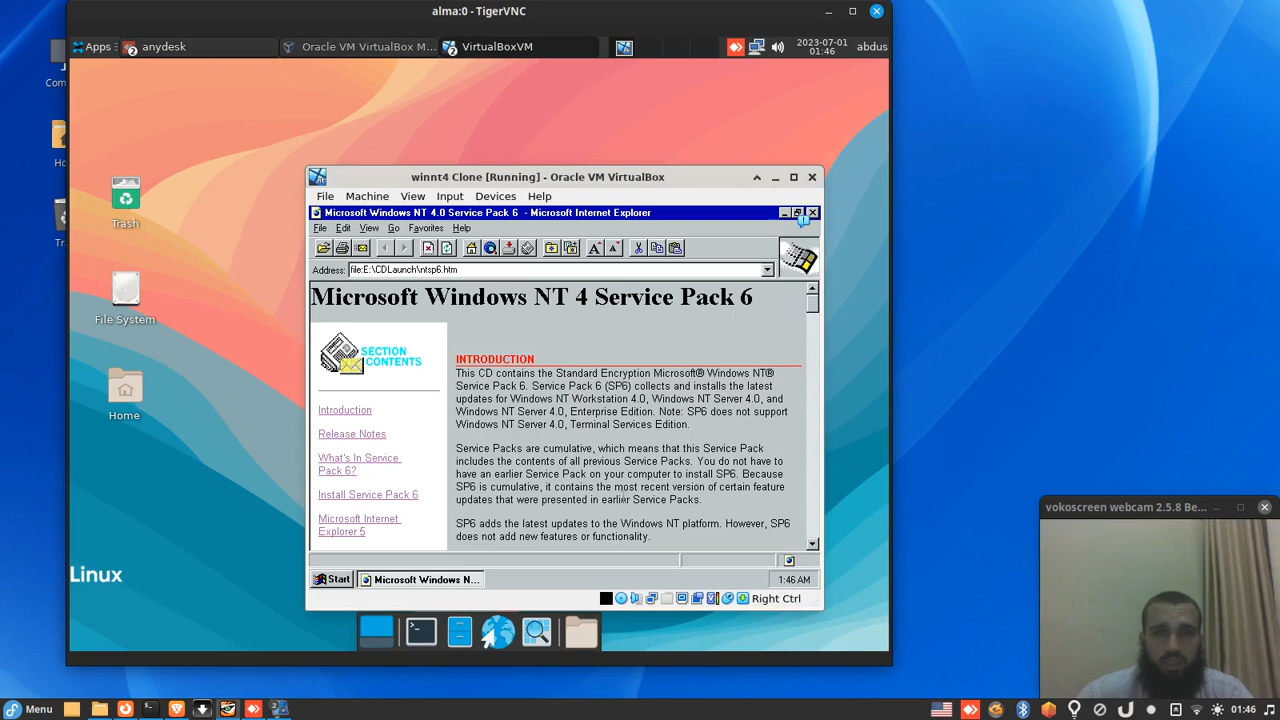 alma:0 - TigerVNC
Apps
anydesk
Oracle VM VirtualBox M...
VirtualBoxVM
2023-07-01
01:46
abdus
Trash
File System
Home
Linux
winnt4 Clone [Running] - Oracle VM VirtualBox
File Machine View Input Devices Help
Microsoft Windows NT 4.0 Service Pack 6 - Microsoft Internet Explorer
File Edit View Go Favorites Help
Address: file:E:\CDLaunch\ntsp6.htm
Microsoft Windows NT 4 Service Pack 6
SECTION
CONTENTS
Introduction
Release Notes
What's In Service
Pack 6?
Install Service Pack 6
Microsoft Internet
Explorer 5
INTRODUCTION
This CD contains the Standard Encryption Microsoft® Windows NT®
Service Pack 6. Service Pack 6 (SP6) collects and installs the latest
updates for Windows NT Workstation 4.0, Windows NT Server 4.0, and
Windows NT Server 4.0, Enterprise Edition. Note: SP6 does not support
Windows NT Server 4.0, Terminal Services Edition.
Service Packs are cumulative, which means that this Service Pack
includes the contents of all previous Service Packs. You do not have to
have an earlier Service Pack on your computer to install SP6. Because
SP6 is cumulative, it contains the most recent version of certain feature
updates that were presented in earlier Service Packs.
SP6 adds the latest updates to the Windows NT platform. However, SP6
does not add new features or functionality.
Start
Microsoft Windows N...
1:46 AM
Right Ctrl
vokoscreen webcam 2.5.8 Be...
Menu
01:46